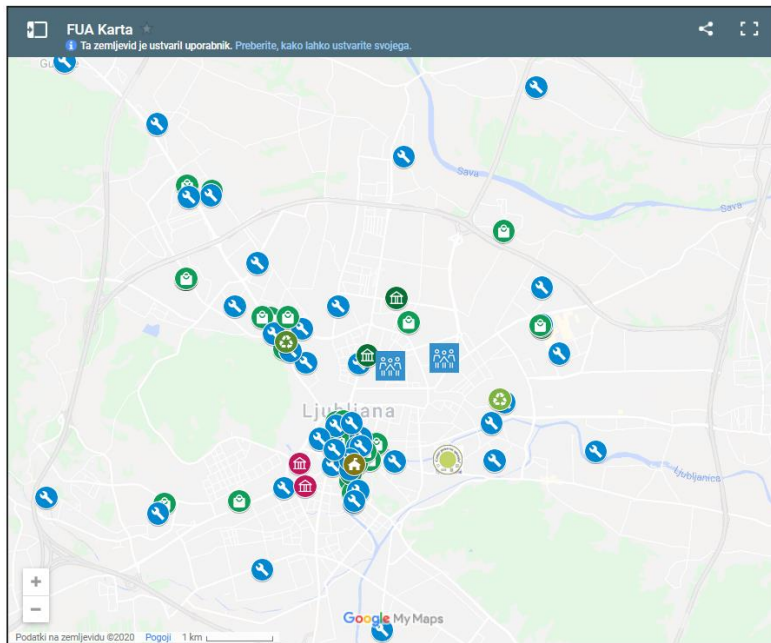 FUA Karta
Ta zemljevid je ustvaril uporabnik. Preberite, kako lahko ustvarite svojega.
Sava
Sava
Ljubljana
Ljubljanica
Google My Maps
Podatki na zemljevidu ©2020 Pogoji 1 km